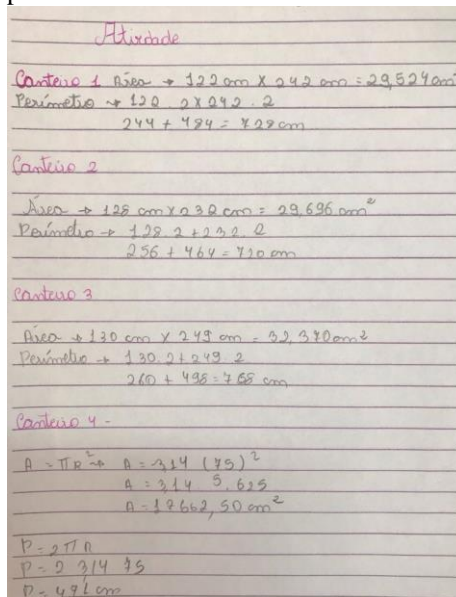 Atividade
Canteiro 1 Área → 122 cm X 242 cm = 29,524 cm²
Perímetro → 122 . 2 X 242 . 2
244 + 484 = 728 cm
Canteiro 2
Área → 128 cm x 232 cm = 29,696 cm²
Perímetro → 128 . 2 + 232 . 2
256 + 464 = 720 cm
Canteiro 3
Área → 130 cm x 249 cm = 32,370 cm²
Perímetro → 130 . 2 + 249 . 2
260 + 498 = 768 cm
Canteiro 4 -
A = πR² → A = 3,14 (75)²
A = 3,14 5.625
A = 17662,50 cm²
P = 2πR
P = 2 3,14 75
P = 471 cm